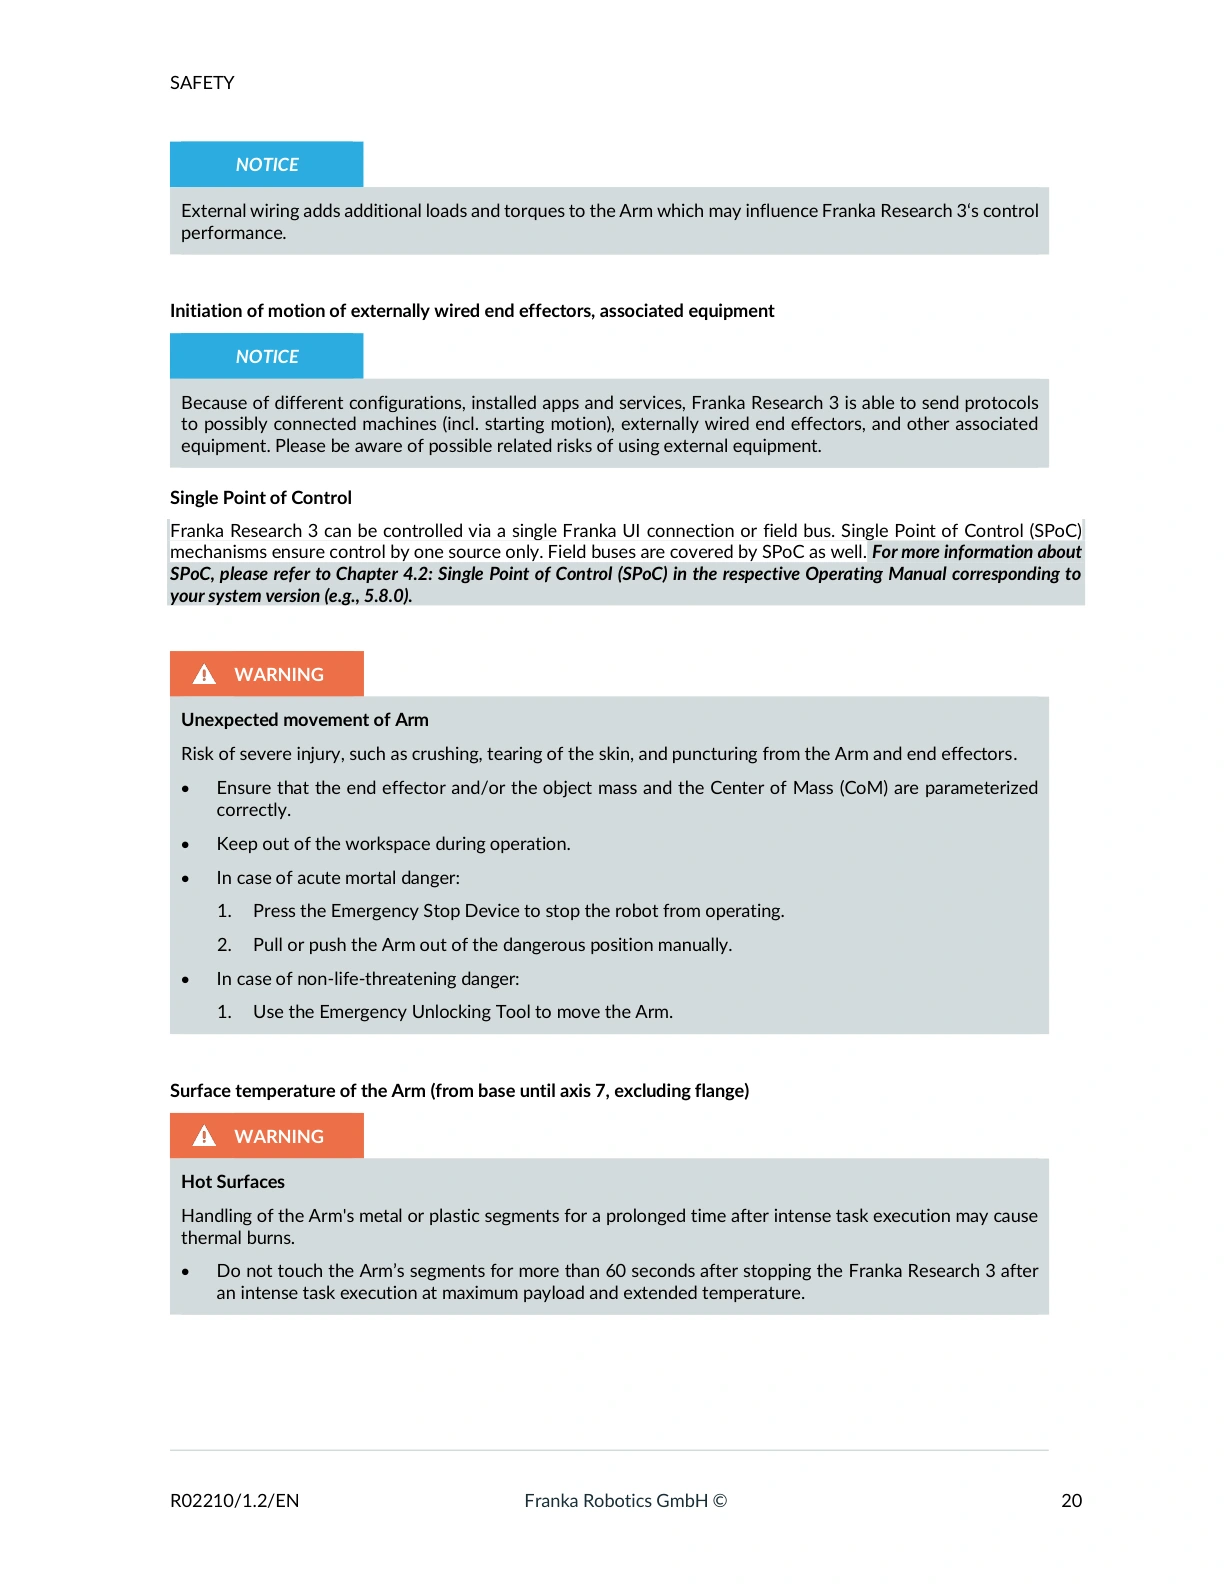 SAFETY
NOTICE
External wiring adds additional loads and torques to the Arm which may influence Franka Research 3‘s control
performance.
Initiation of motion of externally wired end effectors, associated equipment
NOTICE
Because of different configurations, installed apps and services, Franka Research 3 is able to send protocols
to possibly connected machines (incl. starting motion), externally wired end effectors, and other associated
equipment. Please be aware of possible related risks of using external equipment.
Single Point of Control
Franka Research 3 can be controlled via a single Franka UI connection or field bus. Single Point of Control (SPoC)
mechanisms ensure control by one source only. Field buses are covered by SPoC as well. For more information about
SPoC, please refer to Chapter 4.2: Single Point of Control (SPoC) in the respective Operating Manual corresponding to
your system version (e.g., 5.8.0).
WARNING
Unexpected movement of Arm
Risk of severe injury, such as crushing, tearing of the skin, and puncturing from the Arm and end effectors.
• Ensure that the end effector and/or the object mass and the Center of Mass (CoM) are parameterized
correctly.
• Keep out of the workspace during operation.
• In case of acute mortal danger:
1. Press the Emergency Stop Device to stop the robot from operating.
2. Pull or push the Arm out of the dangerous position manually.
• In case of non-life-threatening danger:
1. Use the Emergency Unlocking Tool to move the Arm.
Surface temperature of the Arm (from base until axis 7, excluding flange)
WARNING
Hot Surfaces
Handling of the Arm's metal or plastic segments for a prolonged time after intense task execution may cause
thermal burns.
• Do not touch the Arm’s segments for more than 60 seconds after stopping the Franka Research 3 after
an intense task execution at maximum payload and extended temperature.
R02210/1.2/EN Franka Robotics GmbH © 20